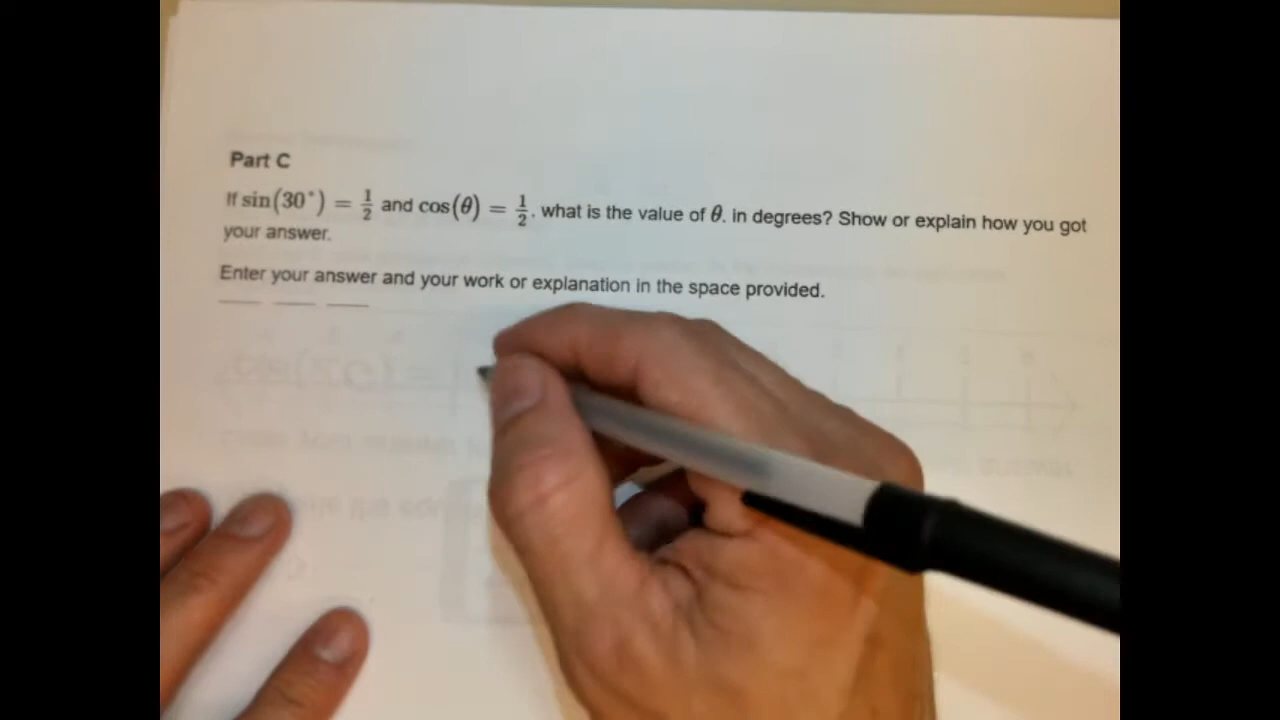 Part C
If sin(30°) = 1/2 and cos(θ) = 1/2, what is the value of θ. in degrees? Show or explain how you got
your answer.
Enter your answer and your work or explanation in the space provided.